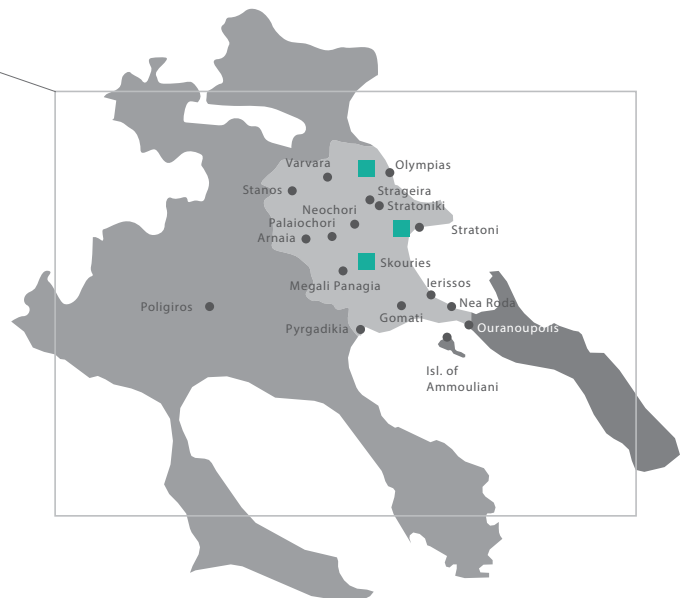 Varvara
Olympias
Stanos
Strageira
Stratoniki
Neochori
Palaiochori
Stratoni
Arnaia
Skouries
Megali Panagia
Ierissos
Nea Roda
Poligiros
Gomati
Pyrgadikia
Ouranoupolis
Isl. of
Ammouliani